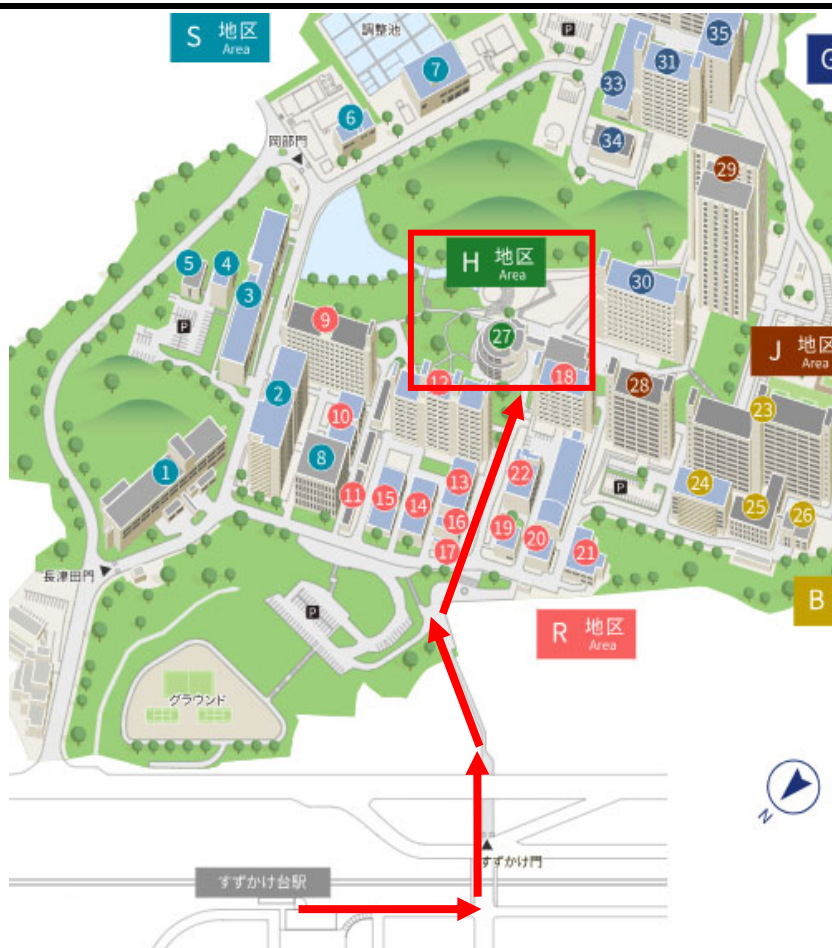 S 地区
Area
調整池
P
35
31
G
7
33
6
34
岡部門
29
H 地区
Area
5
4
3
30
P
9
27
J 地区
Area
12
18
28
2
10
23
8
13
22
24
1
11
15
14
P
25
16
26
19
20
17
21
長津田門
P
B
R 地区
Area
グラウンド
N
すずかけ門
すずかけ台駅